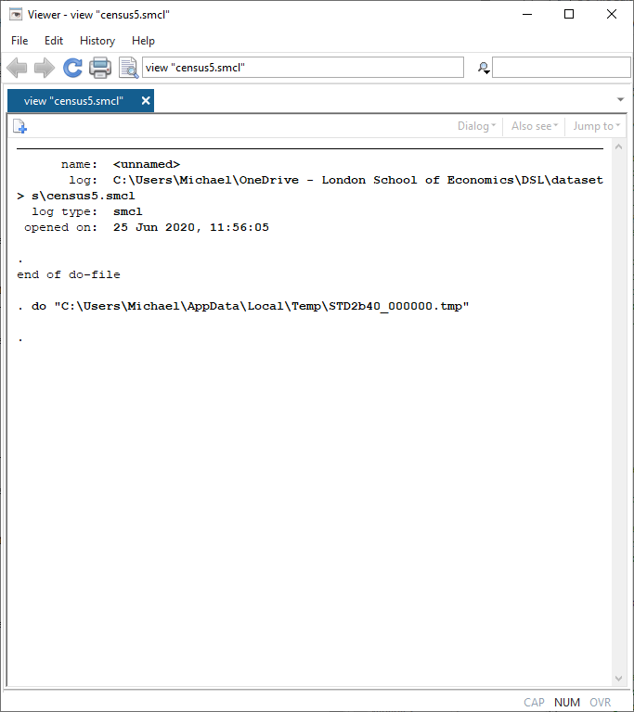 Viewer - view "census5.smcl"
File Edit History Help
view "census5.smcl"
view "census5.smcl"
Dialog Also see Jump to
name: <unnamed>
log: C:\Users\Michael\OneDrive - London School of Economics\DSL\dataset
> s\census5.smcl
log type: smcl
opened on: 25 Jun 2020, 11:56:05
.
end of do-file
. do "C:\Users\Michael\AppData\Local\Temp\STD2b40_000000.tmp"
.
CAP NUM OVR